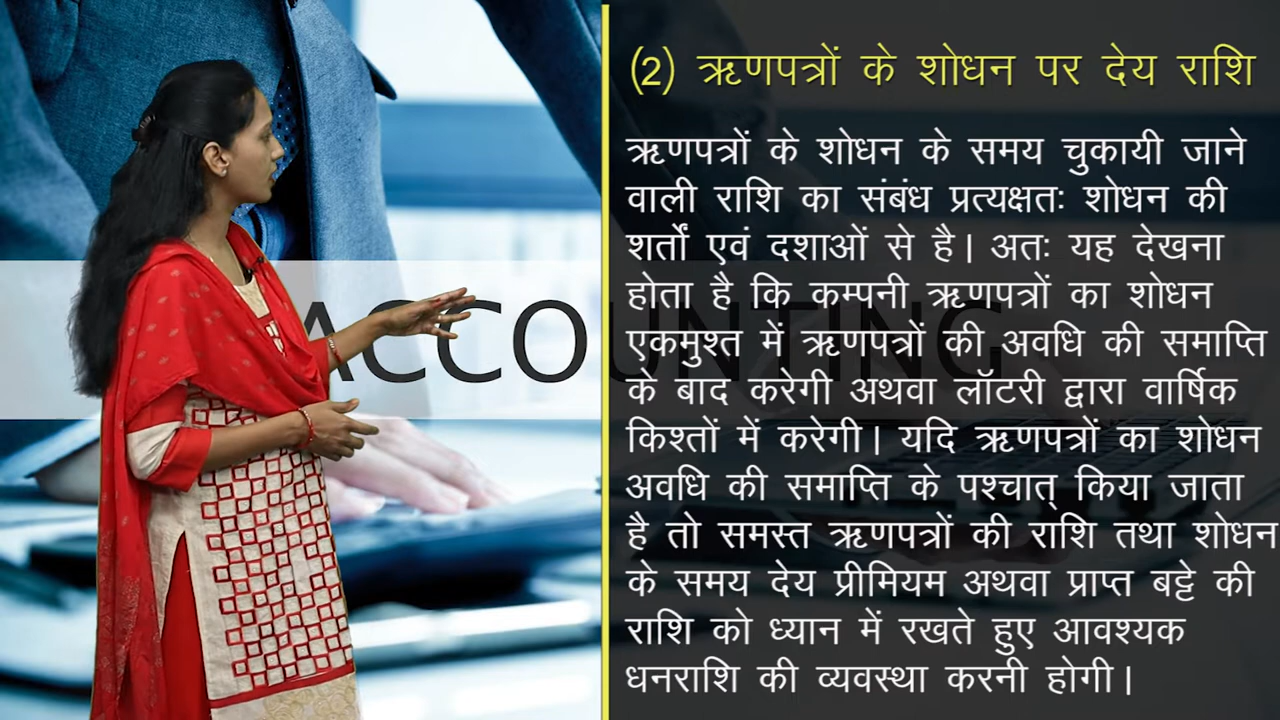 (2) ऋणपत्रों के शोधन पर देय राशि
ऋणपत्रों के शोधन के समय चुकायी जाने
वाली राशि का संबंध प्रत्यक्षतः शोधन की
शर्तों एवं दशाओं से है। अतः यह देखना
होता है कि कम्पनी ऋणपत्रों का शोधन
एकमुश्त में ऋणपत्रों की अवधि की समाप्ति
के बाद करेगी अथवा लॉटरी द्वारा वार्षिक
किश्तों में करेगी। यदि ऋणपत्रों का शोधन
अवधि की समाप्ति के पश्चात् किया जाता
है तो समस्त ऋणपत्रों की राशि तथा शोधन
के समय देय प्रीमियम अथवा प्राप्त बट्टे की
राशि को ध्यान में रखते हुए आवश्यक
धनराशि की व्यवस्था करनी होगी।
ACCOUNTING